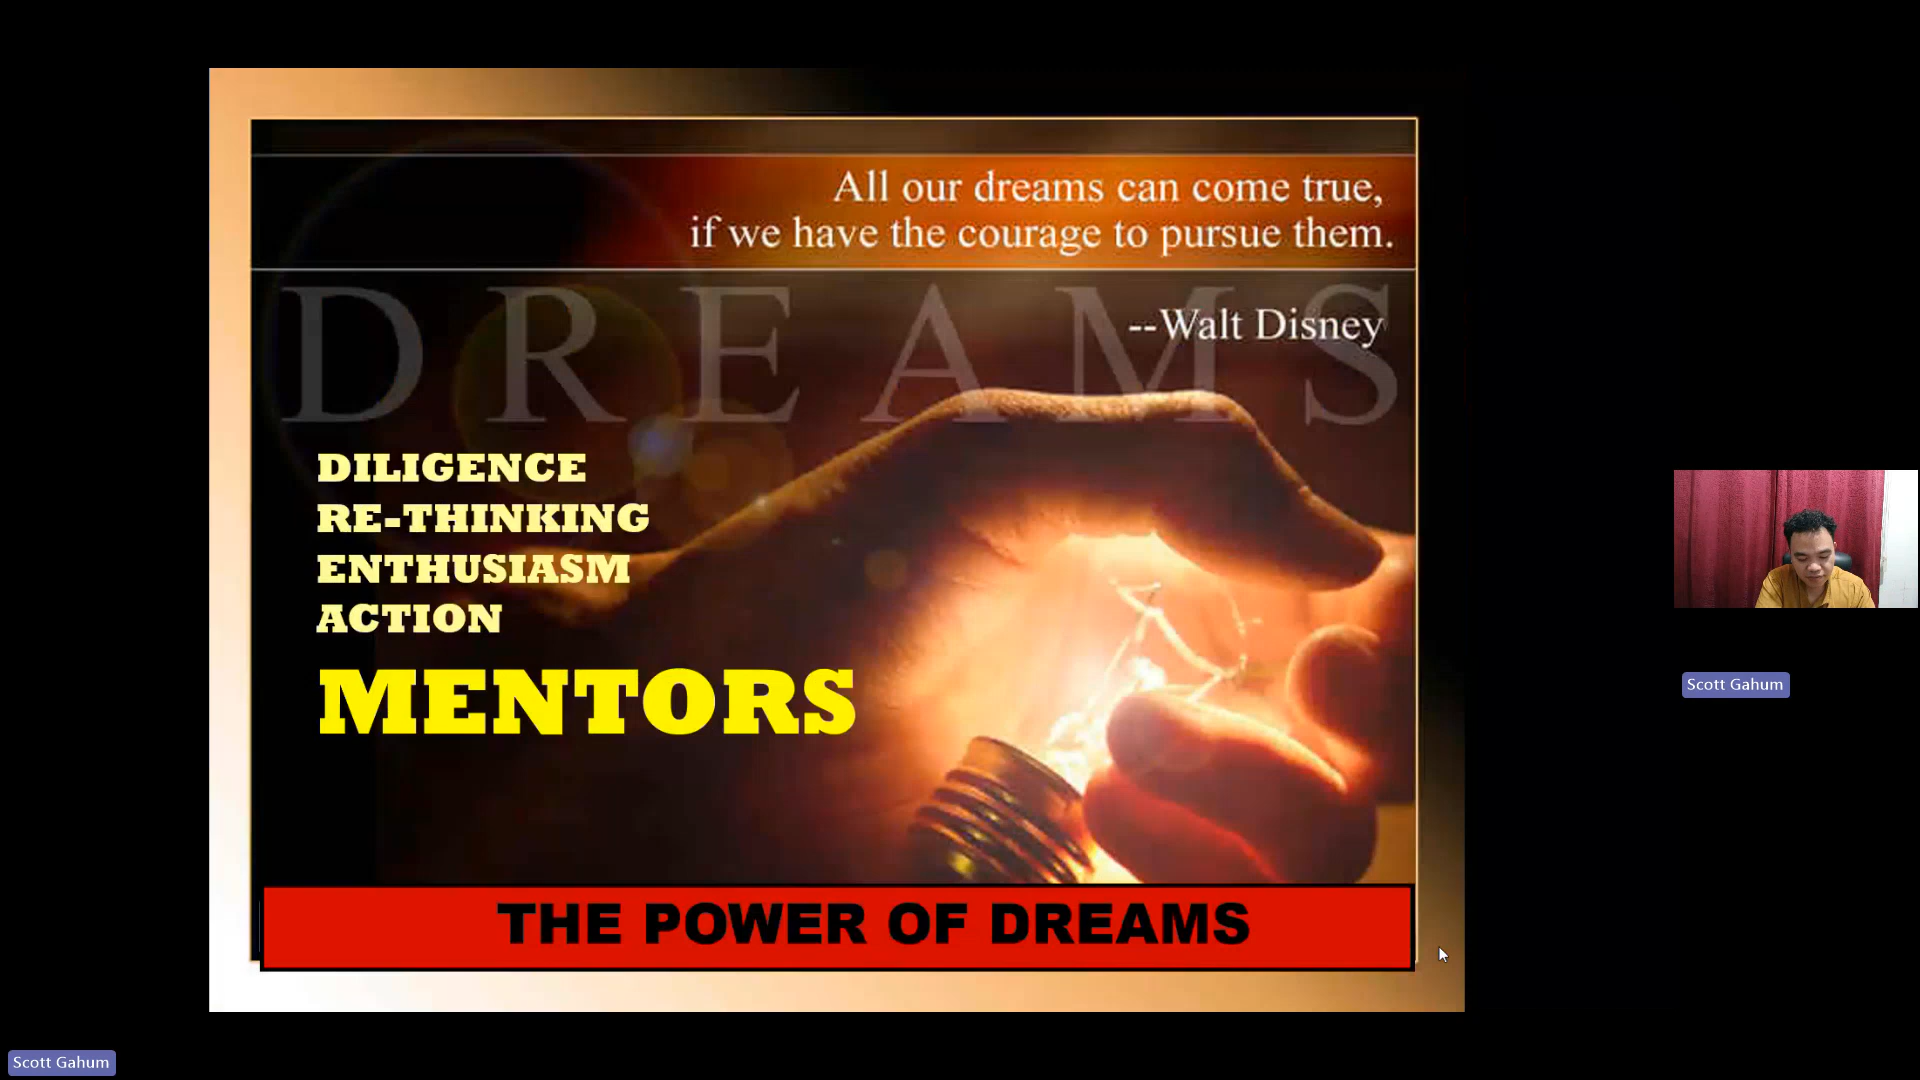 All our dreams can come true,
if we have the courage to pursue them.
DREAMS
--Walt Disney
DILIGENCE
RE-THINKING
ENTHUSIASM
ACTION
MENTORS
THE POWER OF DREAMS
Scott Gahum
Scott Gahum